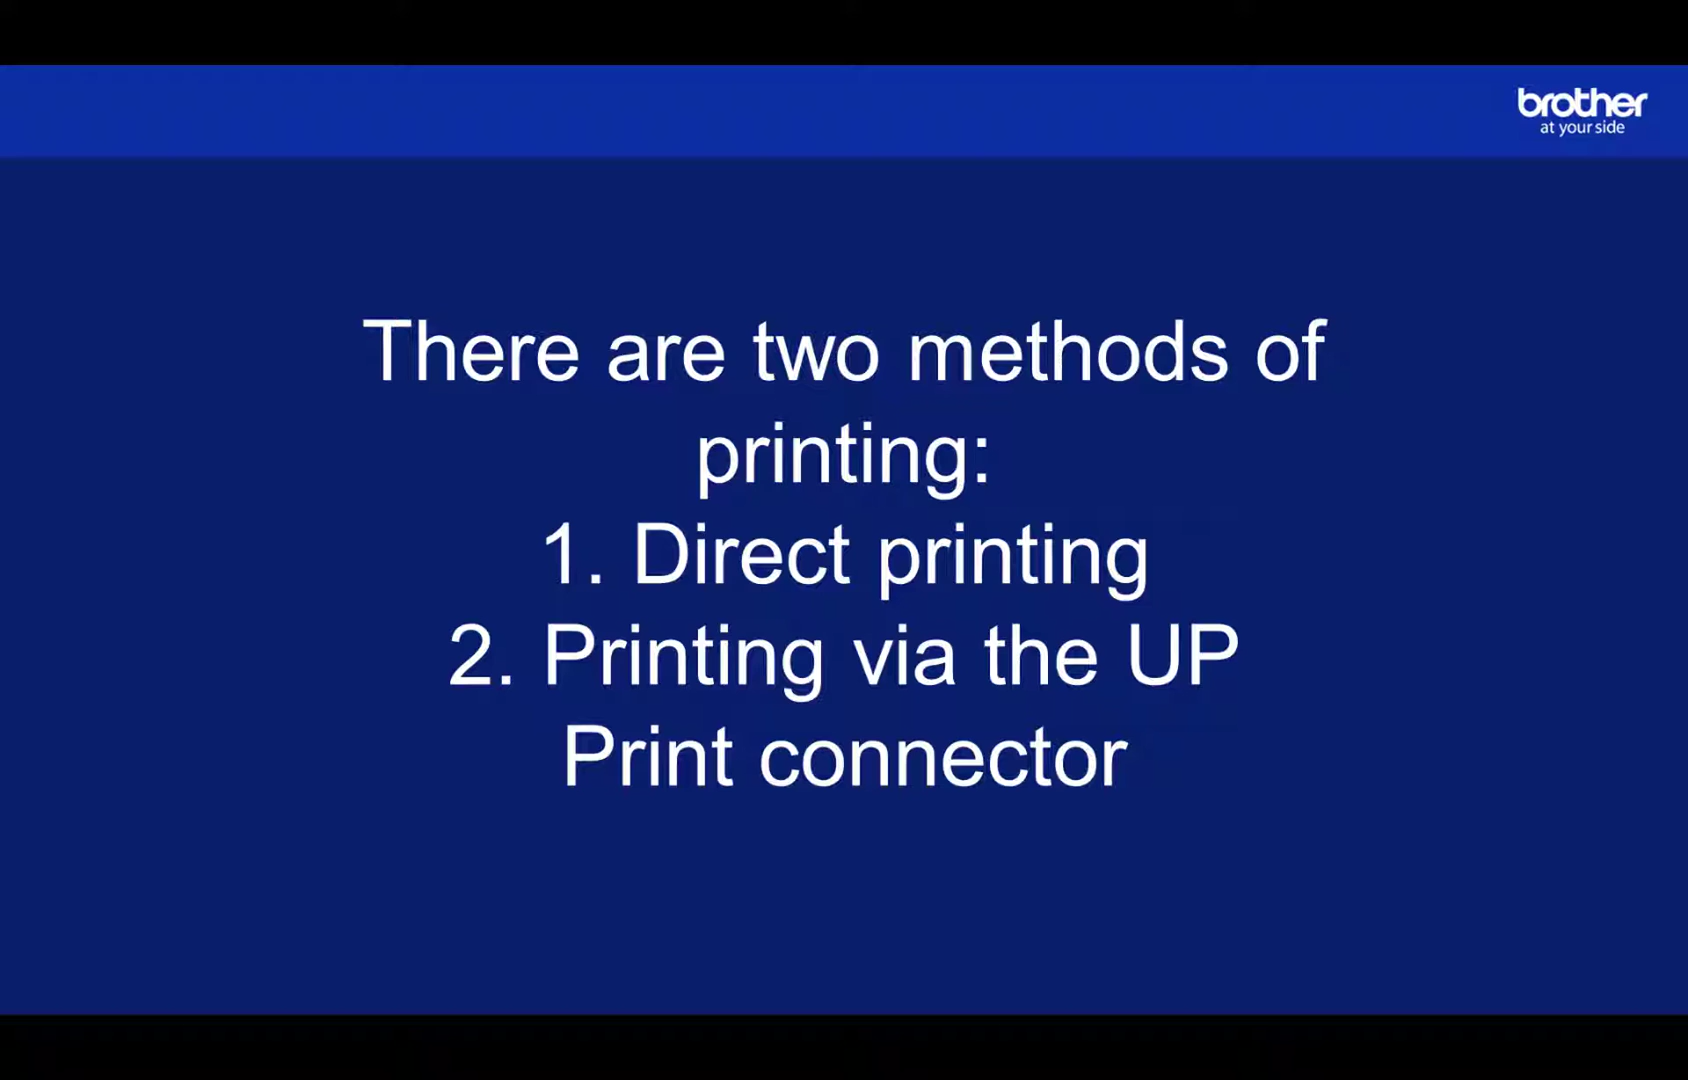 brother
at your side
There are two methods of
printing:
1. Direct printing
2. Printing via the UP
Print connector